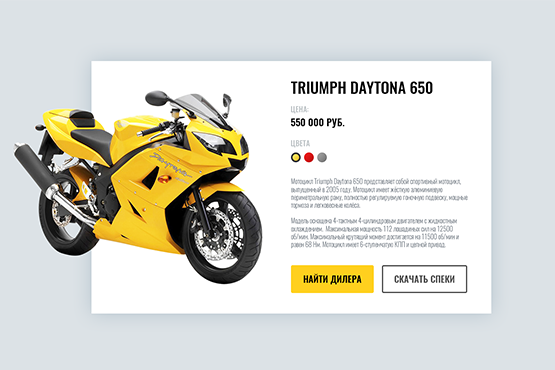 TRIUMPH DAYTONA 650
ЦЕНА:
550 000 РУБ.
ЦВЕТА
Мотоцикл Triumph Daytona 650 представляет собой спортивный мотоцикл,
выпущенный в 2005 году. Мотоцикл имеет жёсткую алюминиевую
периметральную раму, полностью регулируемую гоночную подвеску, мощные
тормоза и легковесные колёса.
Модель оснащена 4-тактным 4-цилиндровым двигателем с жидкостным
охлаждением. Максимальная мощность 112 лошадиных сил на 12500
об/мин. Максимальный крутящий момент достигается на 11500 об/мин и
равен 68 Нм. Мотоцикл имеет 6-ступенчатую КПП и цепной привод.
НАЙТИ ДИЛЕРА
СКАЧАТЬ СПЕКИ